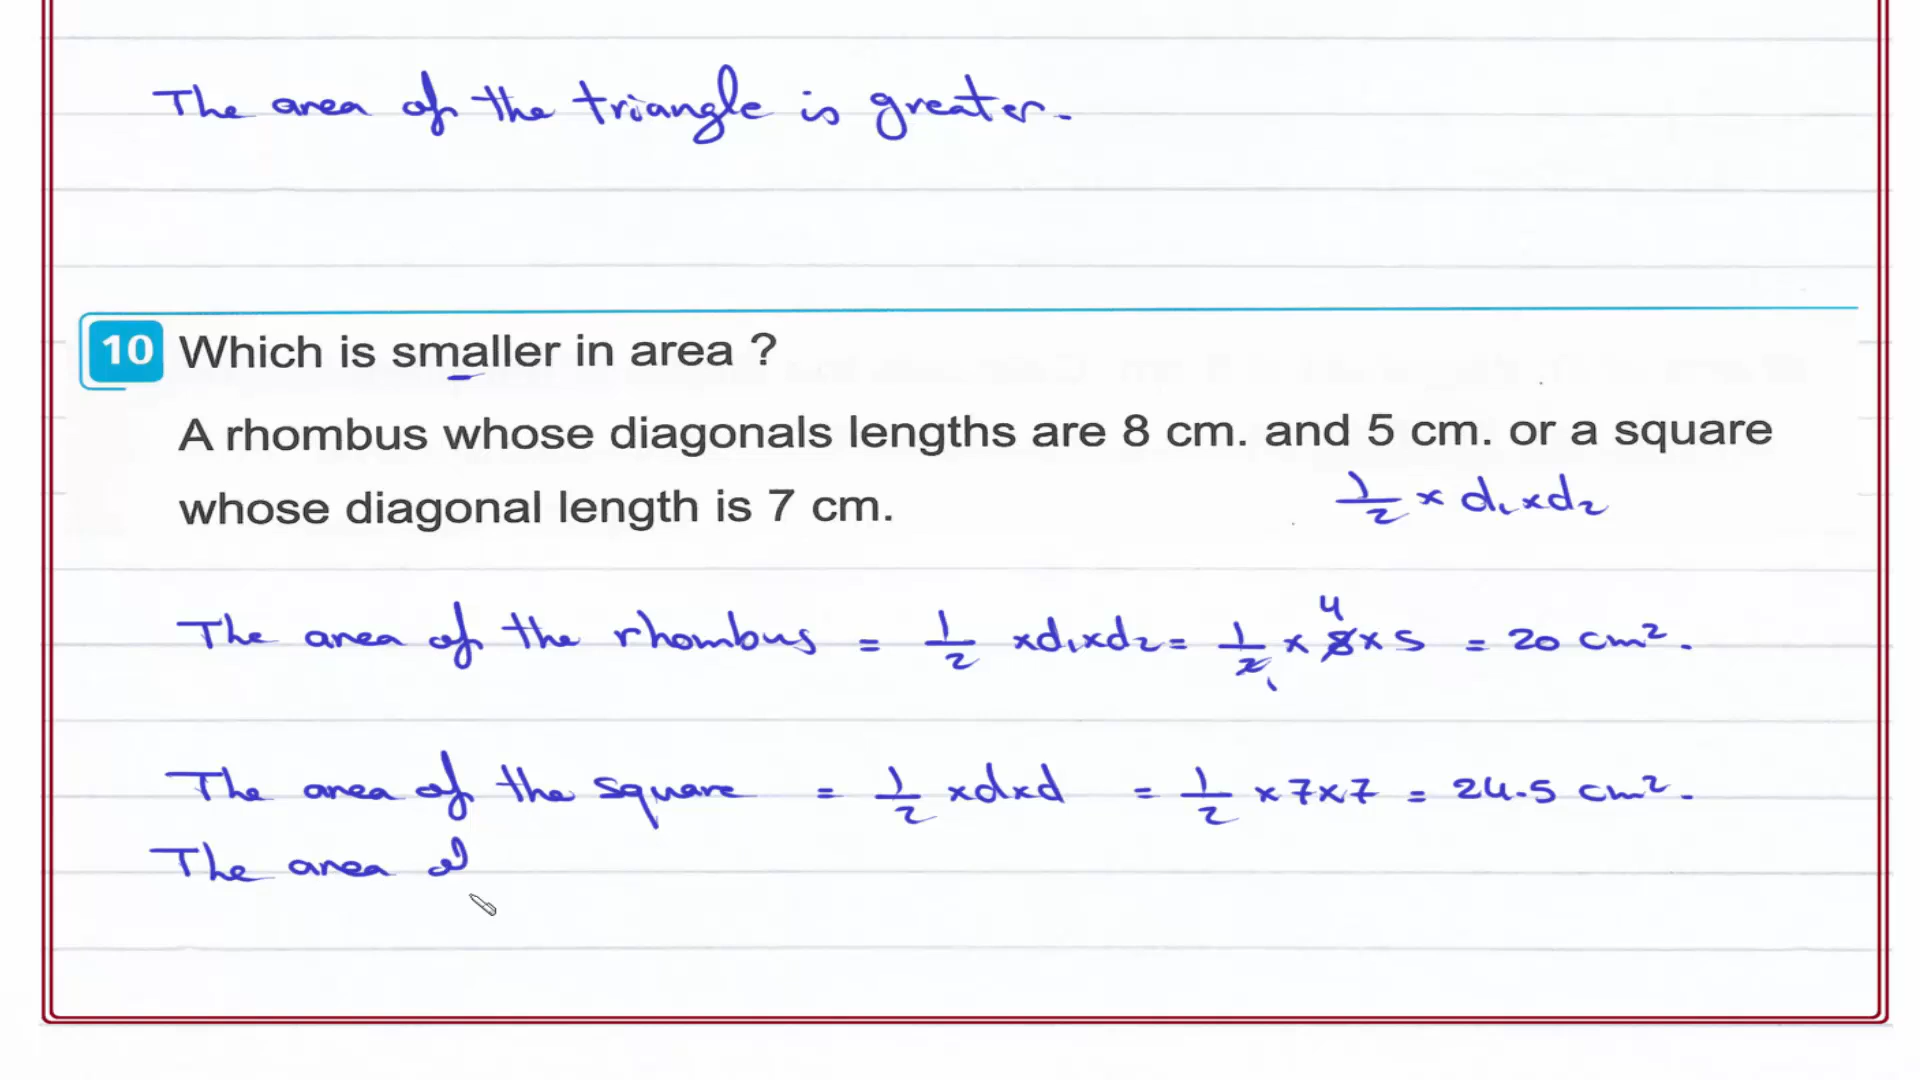 The area of the triangle is greater.
10 Which is smaller in area ?
A rhombus whose diagonals lengths are 8 cm. and 5 cm. or a square
whose diagonal length is 7 cm.
1/2 × d1 × d2
The area of the rhombus = 1/2 × d1 × d2 = 1/2 × 8 × 5 = 20 cm².
4
1
The area of the square = 1/2 × d × d = 1/2 × 7 × 7 = 24.5 cm².
The area o